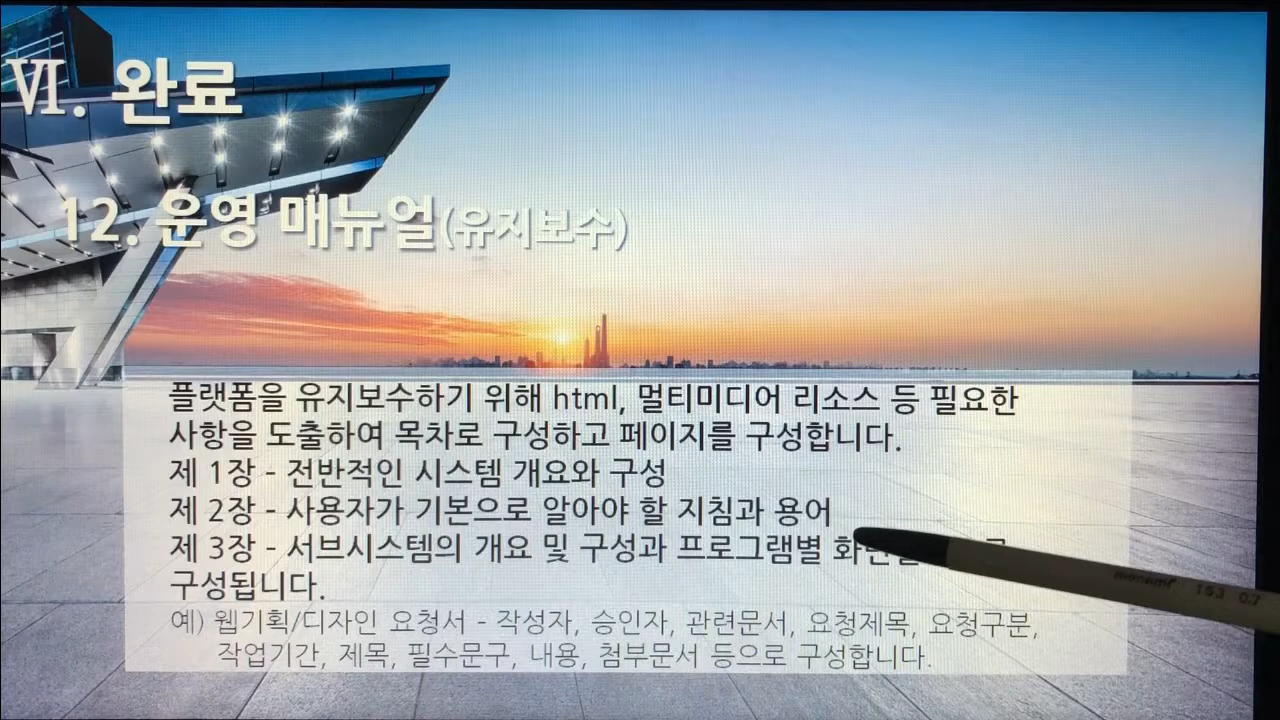 Ⅵ. 완료
12. 운영 매뉴얼(유지보수)
플랫폼을 유지보수하기 위해 html, 멀티미디어 리소스 등 필요한
사항을 도출하여 목차로 구성하고 페이지를 구성합니다.
제 1장 - 전반적인 시스템 개요와 구성
제 2장 - 사용자가 기본으로 알아야 할 지침과 용어
제 3장 - 서브시스템의 개요 및 구성과 프로그램별
구성됩니다.
예) 웹기획/디자인 요청서 - 작성자, 승인자, 관련문서, 요청제목, 요청구분,
작업기간, 제목, 필수문구, 내용, 첨부문서 등으로 구성합니다.
monami 153 0.7